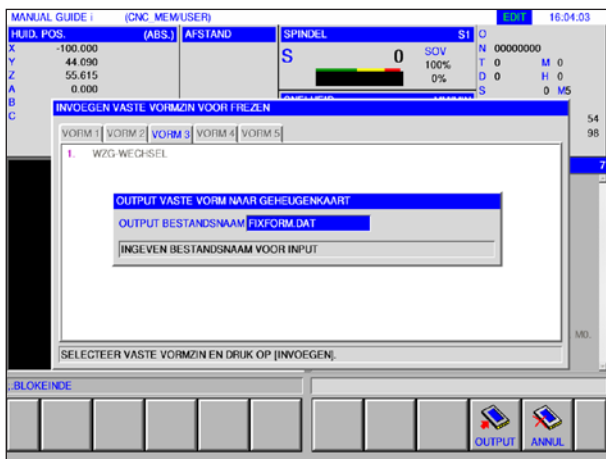 MANUAL GUIDE i (CNC_MEM/USER) EDIT 16.04.03
HUID. POS. (ABS.) AFSTAND SPINDEL S1 O
X -100.000 S 0 SOV N 00000000
Y 44.090 100% T 0 M 0
Z 55.615 0% D 0 H 0
A 0.000 S 0 M5
B
C 54
98
INVOEGEN VASTE VORMZIN VOOR FREZEN
VORM 1 VORM 2 VORM 3 VORM 4 VORM 5
1. WZG-WECHSEL
7
OUTPUT VASTE VORM NAAR GEHEUGENKAART
OUTPUT BESTANDSNAAM FIXFORM.DAT
INGEVEN BESTANDSNAAM VOOR INPUT
M0.
SELECTEER VASTE VORMZIN EN DRUK OP [INVOEGEN].
;:BLOKEINDE
OUTPUT ANNUL